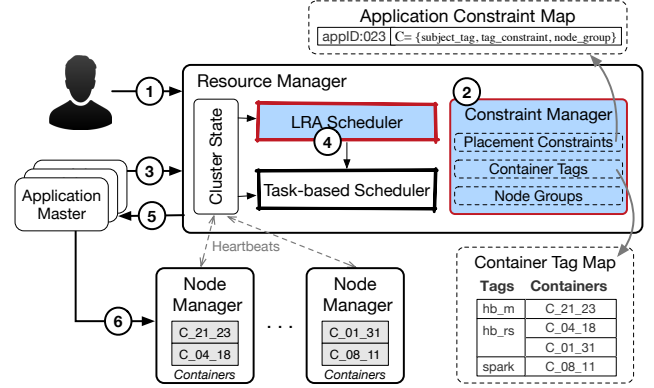 Application Constraint Map
appID:023 C= {subject_tag, tag_constraint, node_group}
1
Resource Manager
2
Cluster State
LRA Scheduler
4
Task-based Scheduler
Constraint Manager
Placement Constraints
Container Tags
Node Groups
3
Application
Master
5
Heartbeats
6
Node
Manager
C_21_23
C_04_18
Containers
. . .
Node
Manager
C_01_31
C_08_11
Containers
Container Tag Map
Tags Containers
hb_m C_21_23
hb_rs C_04_18
C_01_31
spark C_08_11